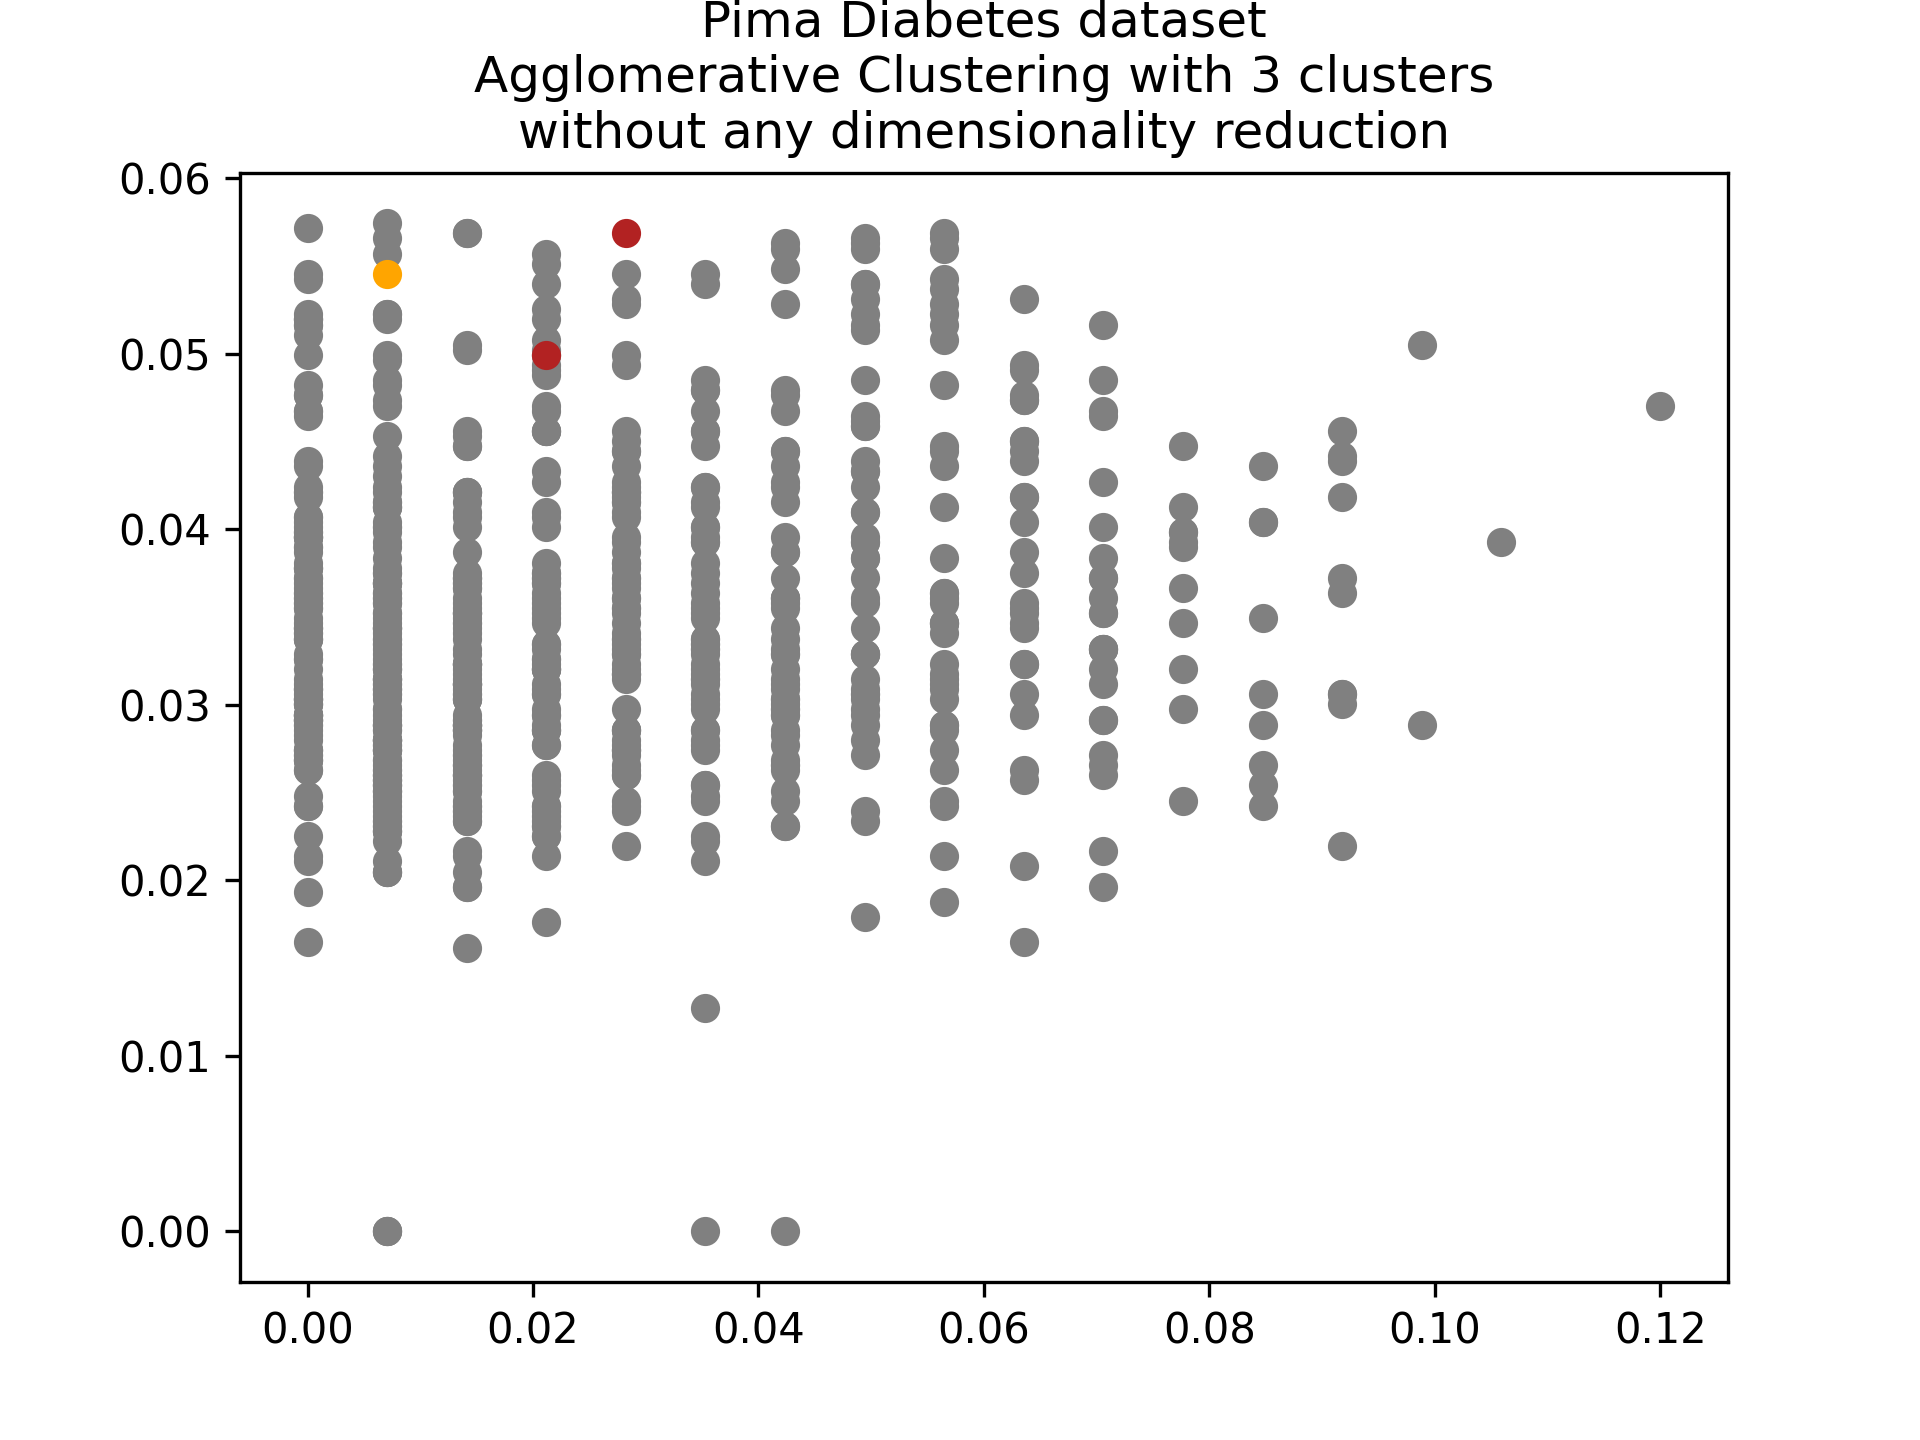 Pima Diabetes dataset
Agglomerative Clustering with 3 clusters
without any dimensionality reduction
0.06
0.05
0.04
0.03
0.02
0.01
0.00
0.00 0.02 0.04 0.06 0.08 0.10 0.12